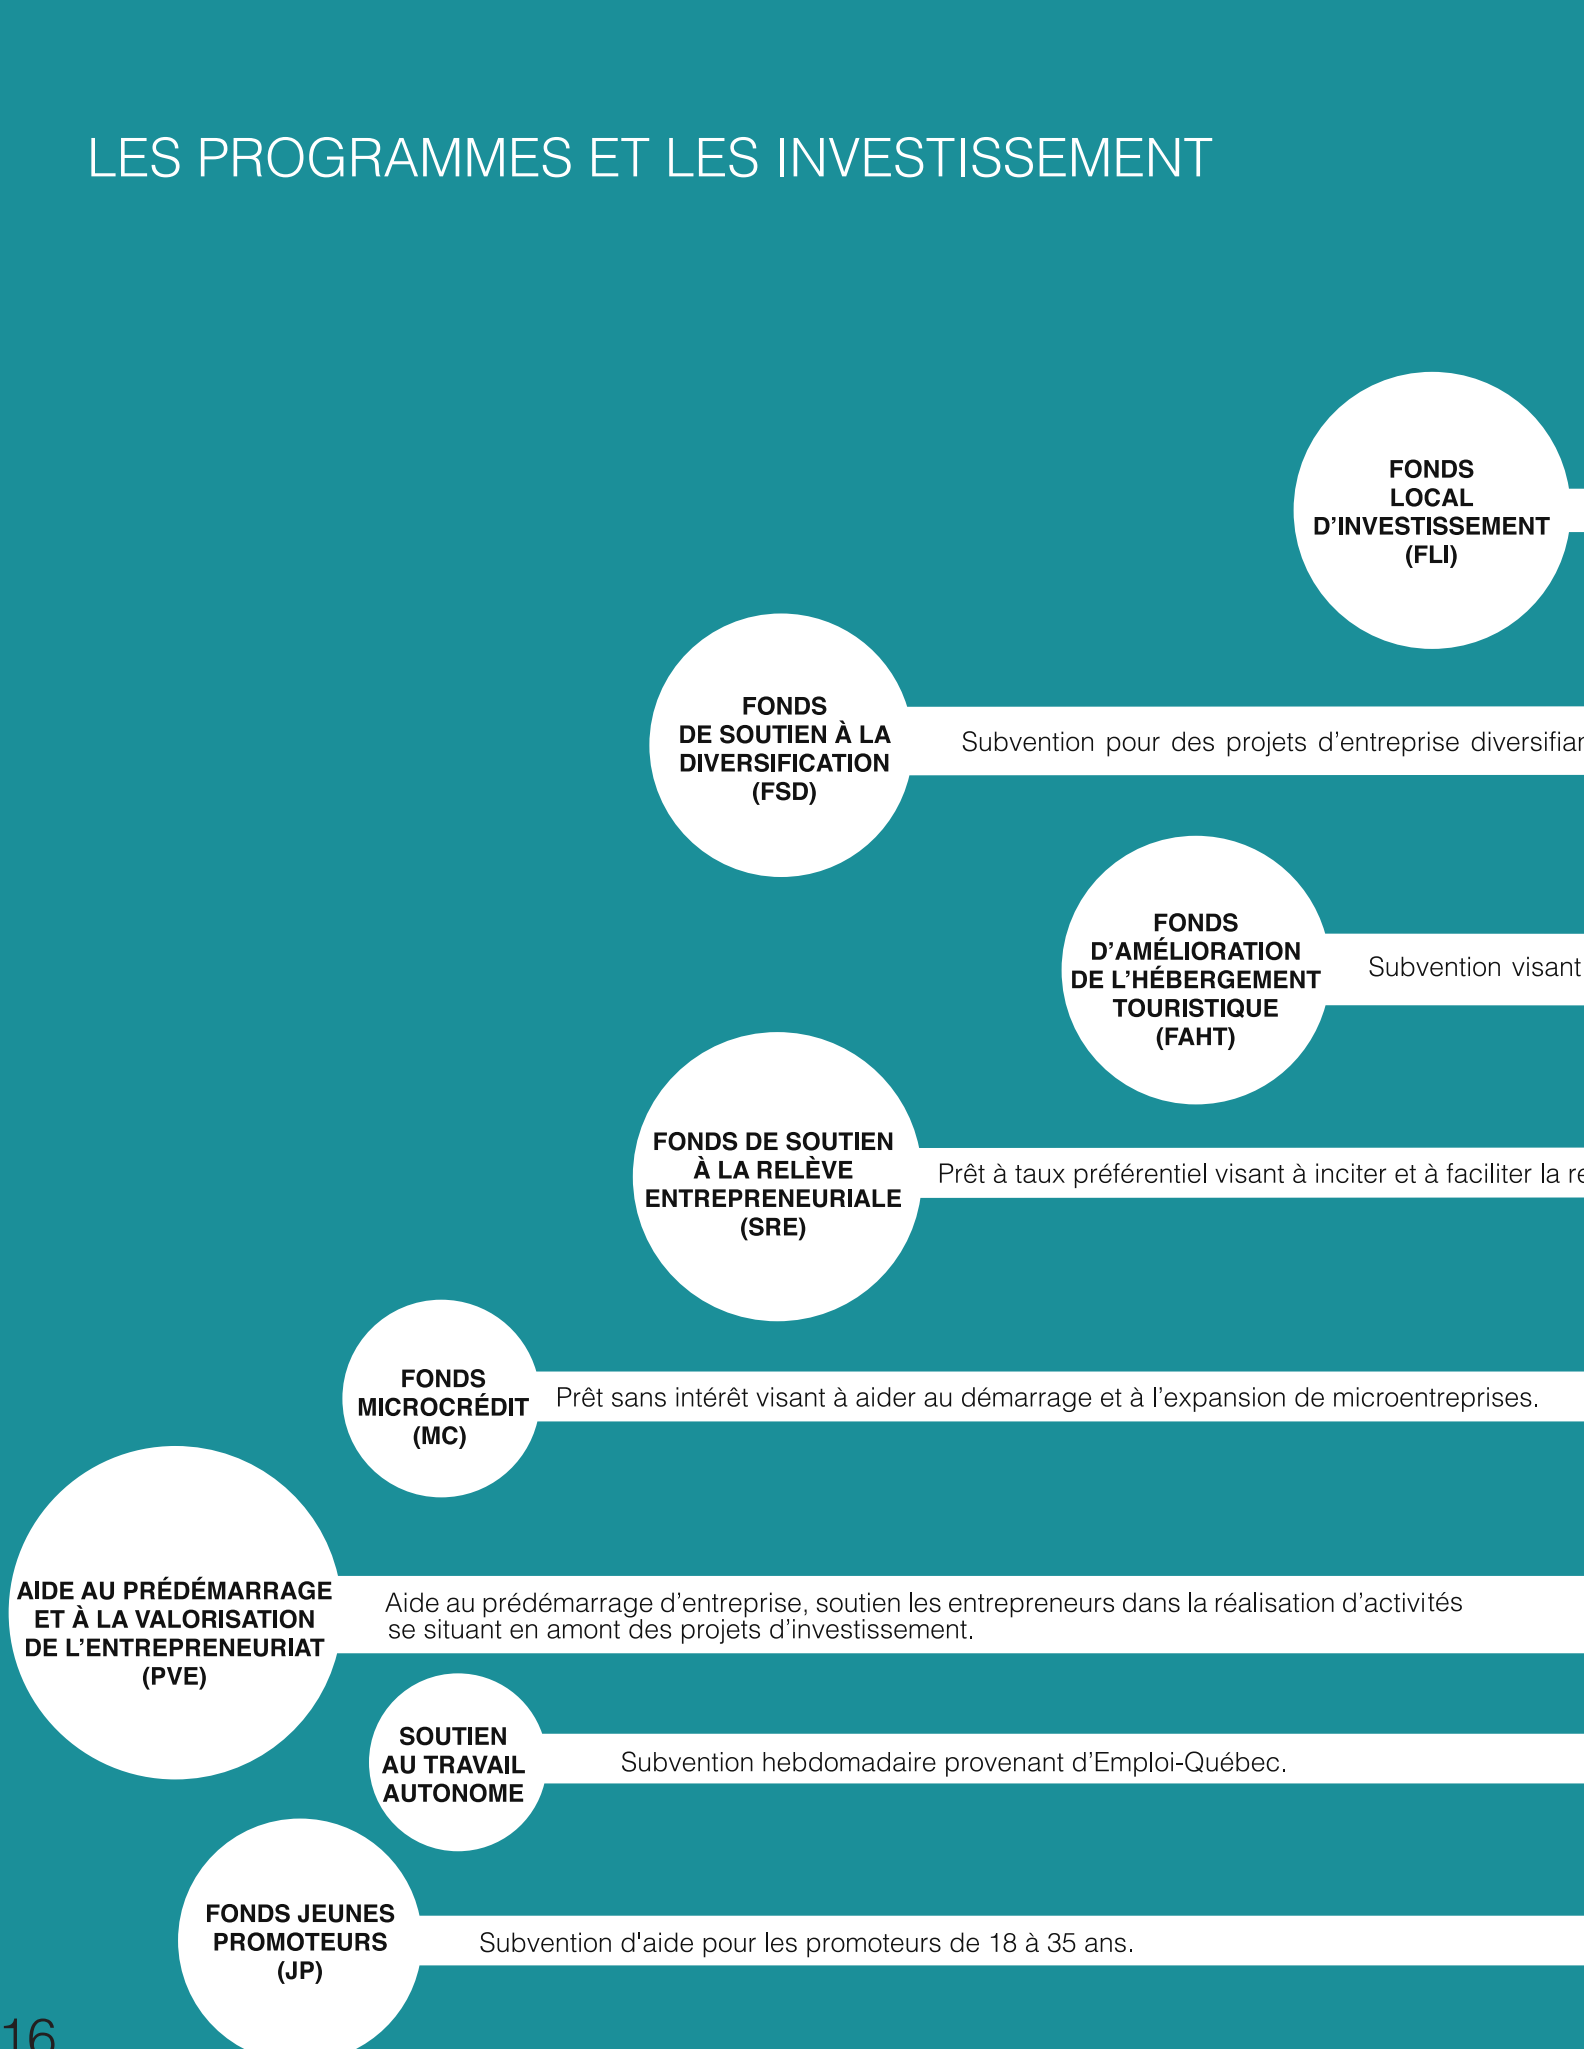 LES PROGRAMMES ET LES INVESTISSEMENT
FONDS
LOCAL
D'INVESTISSEMENT
(FLI)
FONDS
DE SOUTIEN À LA
DIVERSIFICATION
(FSD)
Subvention pour des projets d'entreprise
FONDS
D'AMÉLIORATION
DE L'HÉBERGEMENT
TOURISTIQUE
(FAHT)
Subvention visant
FONDS DE SOUTIEN
À LA RELÈVE
ENTREPRENEURIALE
(SRE)
Prêt à taux préférentiel visant à inciter et à faciliter la
FONDS
MICROCRÉDIT
(MC)
Prêt sans intérêt visant à aider au démarrage et à l'expansion de microentreprises.
AIDE AU PRÉDÉMARRAGE
ET À LA VALORISATION
DE L'ENTREPRENEURIAT
(PVE)
Aide au prédémarrage d'entreprise, soutien les entrepreneurs dans la réalisation d'activités
se situant en amont des projets d'investissement.
SOUTIEN
AU TRAVAIL
AUTONOME
Subvention hebdomadaire provenant d'Emploi-Québec.
FONDS JEUNES
PROMOTEURS
(JP)
Subvention d'aide pour les promoteurs de 18 à 35 ans.
16